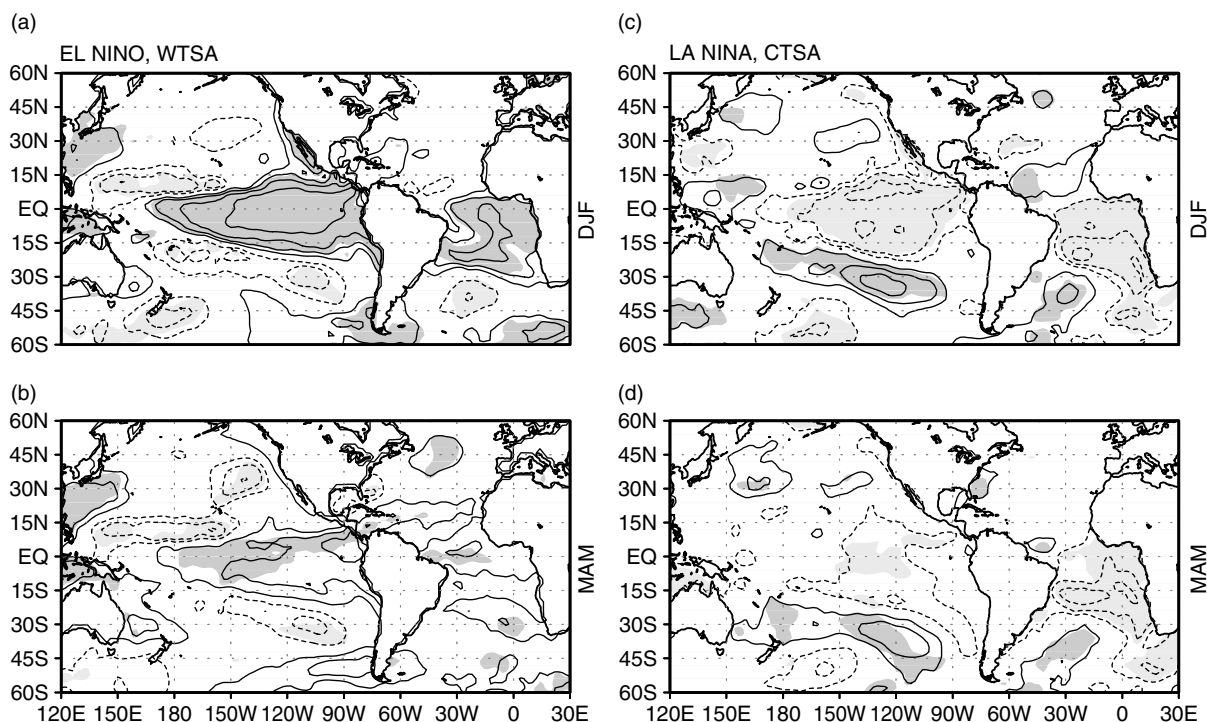 (a)
EL NINO, WTSA
60N
45N
30N
15N
EQ
15S
30S
45S
60S
DJF
(c)
LA NINA, CTSA
60N
45N
30N
15N
EQ
15S
30S
45S
60S
DJF
(b)
60N
45N
30N
15N
EQ
15S
30S
45S
60S
120E 150E 180 150W 120W 90W 60W 30W 0 30E
MAM
(d)
60N
45N
30N
15N
EQ
15S
30S
45S
60S
120E 150E 180 150W 120W 90W 60W 30W 0 30E
MAM